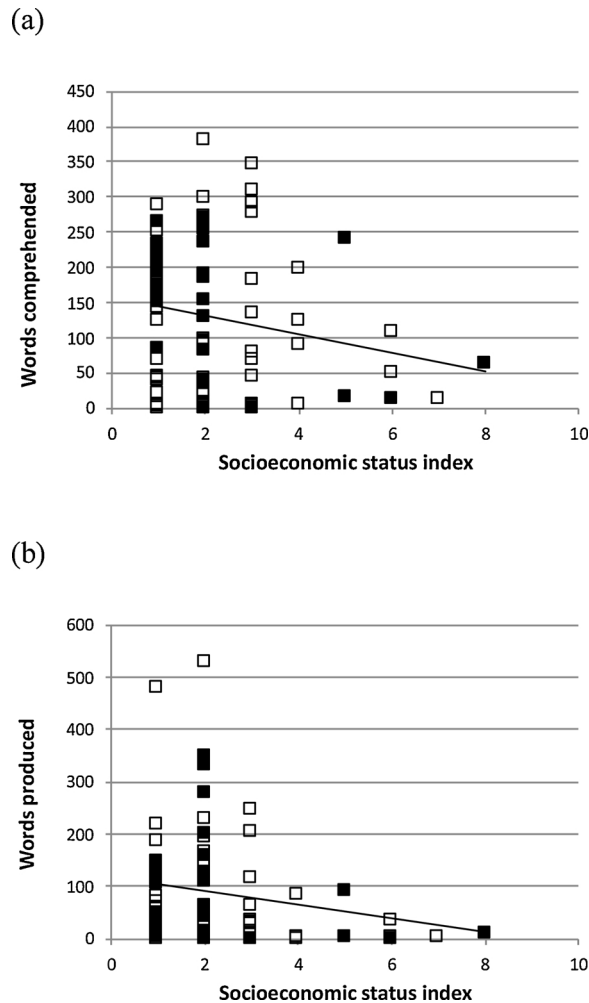 (a)
450
400
350
300
250
200
150
100
50
0
Words comprehended
0 2 4 6 8 10
Socioeconomic status index
(b)
600
500
400
300
200
100
0
Words produced
0 2 4 6 8 10
Socioeconomic status index